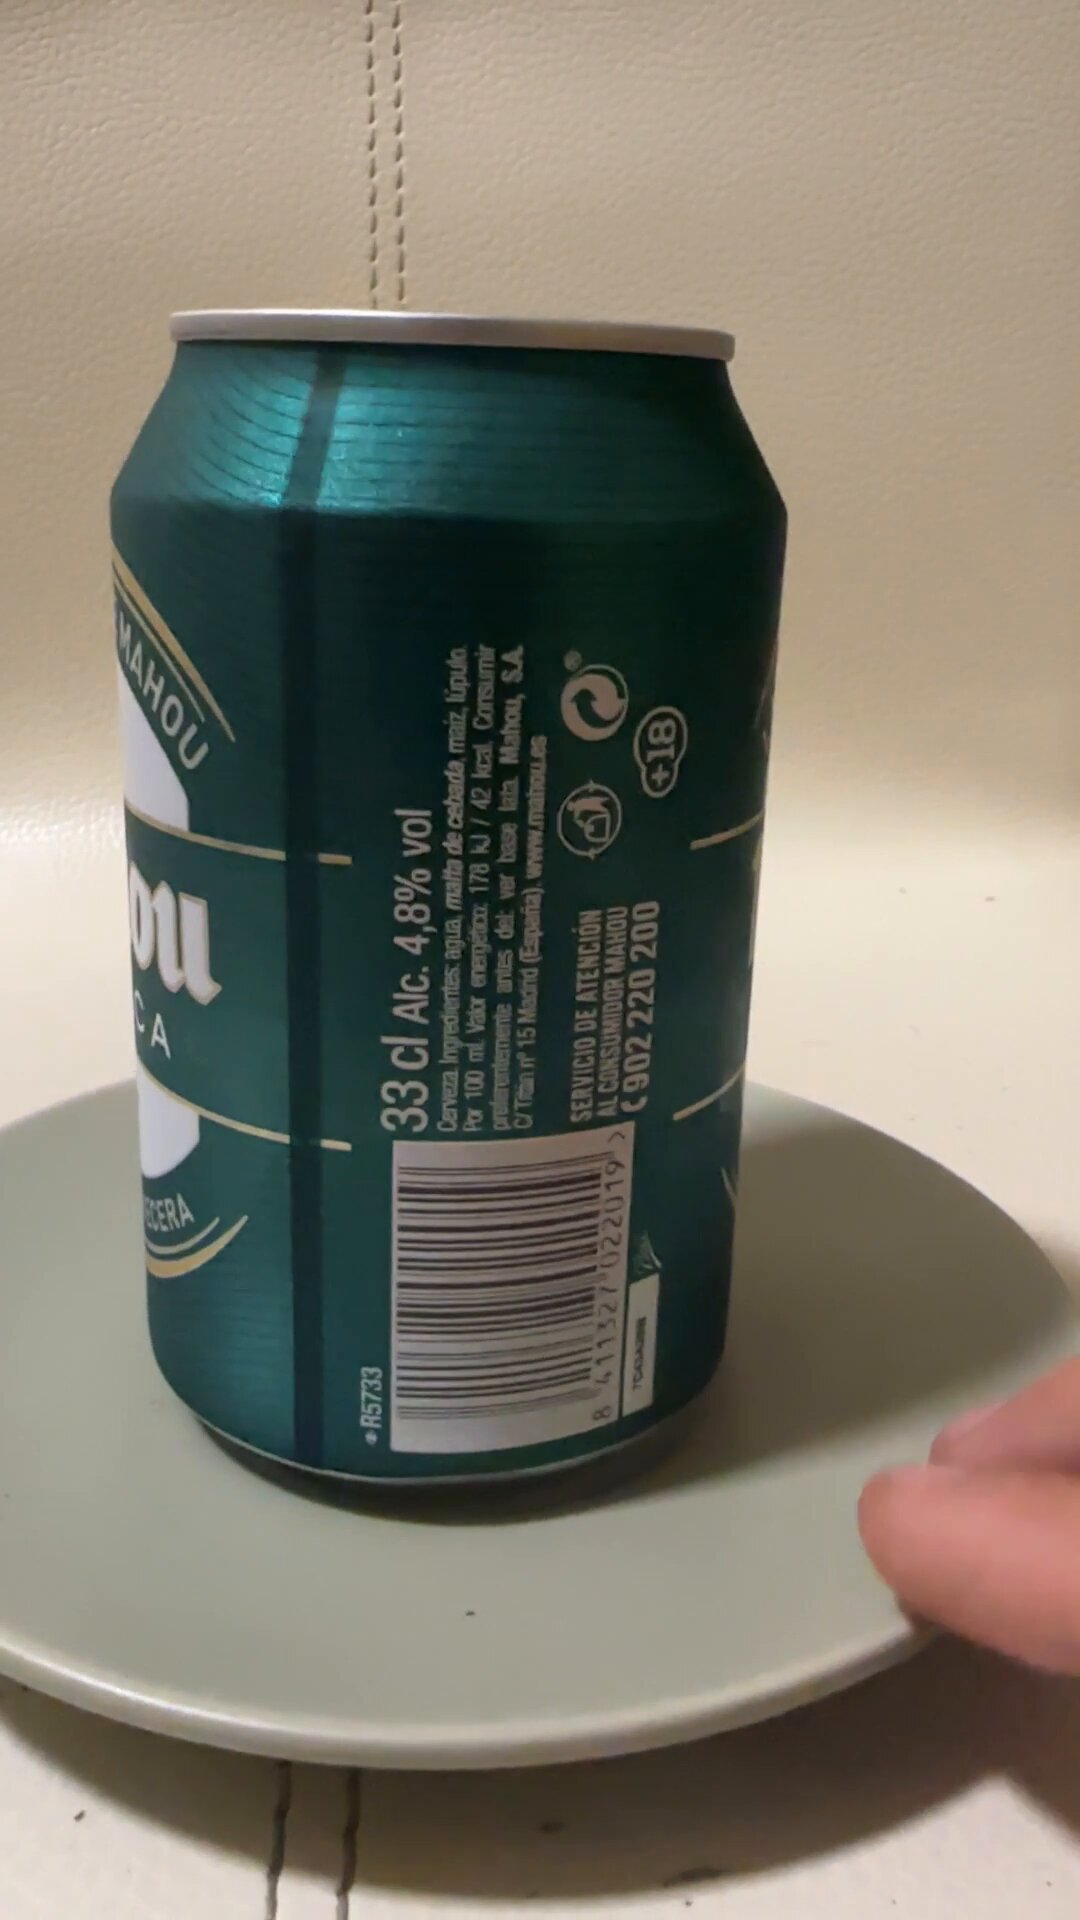 MAHOU
ou
CA
CERA
33 cl Alc. 4,8% vol
Cerveza. Ingredientes: agua, malta de cebada, maíz, lúpulo.
Por 100 ml. Valor energético: 178 kJ / 42 kcal. Consumir
preferentemente antes del: ver base lata. Mahou, S.A.
C/ Titán nº 15 Madrid (España). www.mahou.es
+18
SERVICIO DE ATENCIÓN
AL CONSUMIDOR MAHOU
902 220 200
R5733
8 411327 022019 >